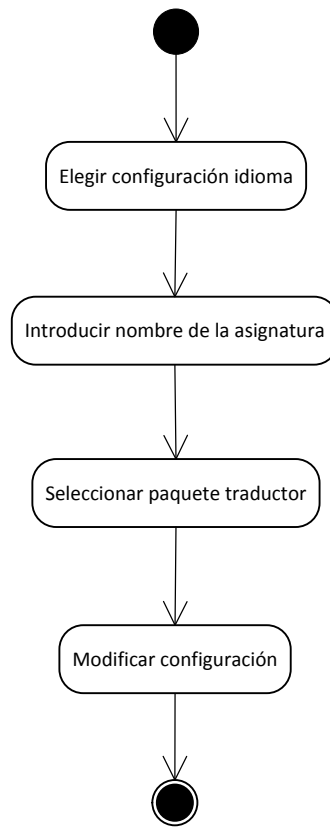 Elegir configuración idioma
Introducir nombre de la asignatura
Seleccionar paquete traductor
Modificar configuración